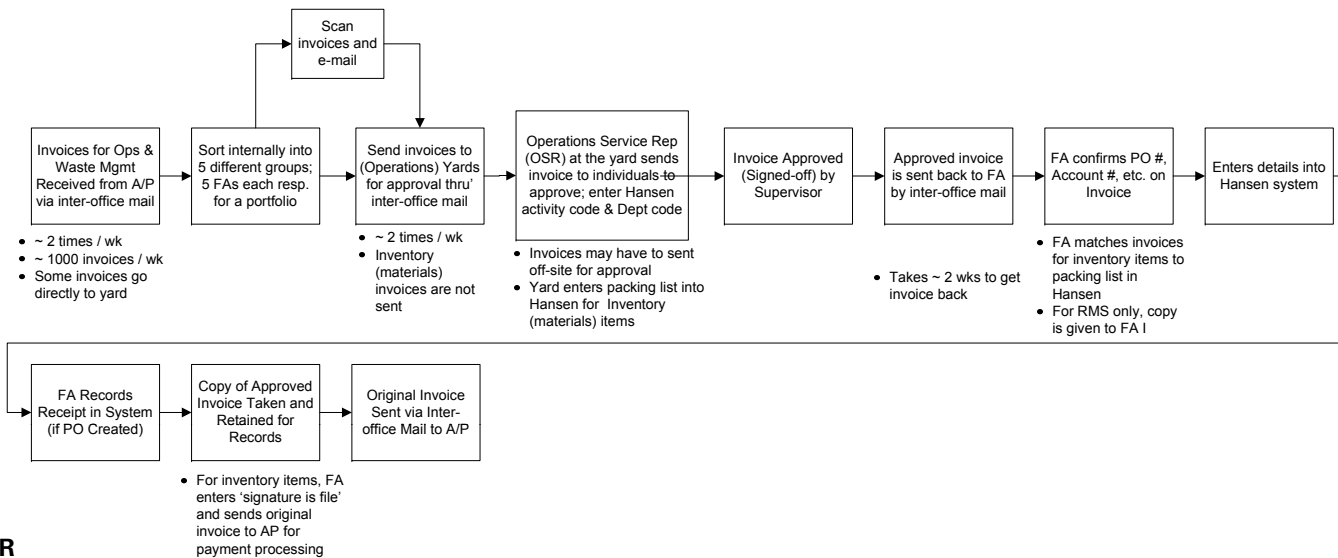 Scan
invoices and
e-mail
Invoices for Ops &
Waste Mgmt
Received from A/P
via inter-office mail
• ~ 2 times / wk
• ~ 1000 invoices / wk
• Some invoices go
directly to yard
Sort internally into
5 different groups;
5 FAs each resp.
for a portfolio
Send invoices to
(Operations) Yards
for approval thru'
inter-office mail
• ~ 2 times / wk
• Inventory
(materials)
invoices are not
sent
Operations Service Rep
(OSR) at the yard sends
invoice to individuals to
approve; enter Hansen
activity code & Dept code
• Invoices may have to sent
off-site for approval
• Yard enters packing list into
Hansen for Inventory
(materials) items
Invoice Approved
(Signed-off) by
Supervisor
Approved invoice
is sent back to FA
by inter-office mail
• Takes ~ 2 wks to get
invoice back
FA confirms PO #,
Account #, etc. on
Invoice
• FA matches invoices
for inventory items to
packing list in
Hansen
• For RMS only, copy
is given to FA I
Enters details into
Hansen system
FA Records
Receipt in System
(if PO Created)
Copy of Approved
Invoice Taken and
Retained for
Records
• For inventory items, FA
enters ‘signature is file’
and sends original
invoice to AP for
payment processing
Original Invoice
Sent via Inter-
office Mail to A/P
R